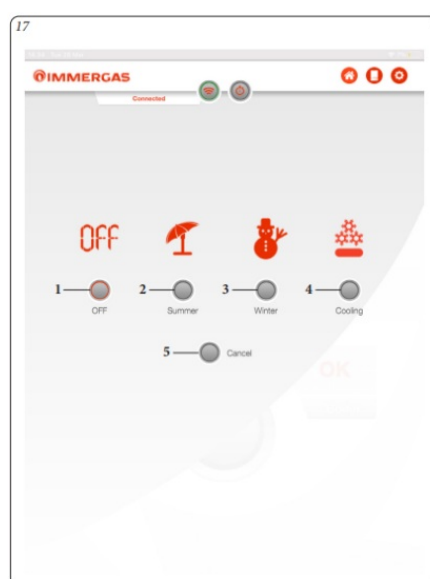 17
IMMERGAS
Connected
OFF
1
2
3
4
OFF
Summer
Winter
Cooling
5
Cancel
OK